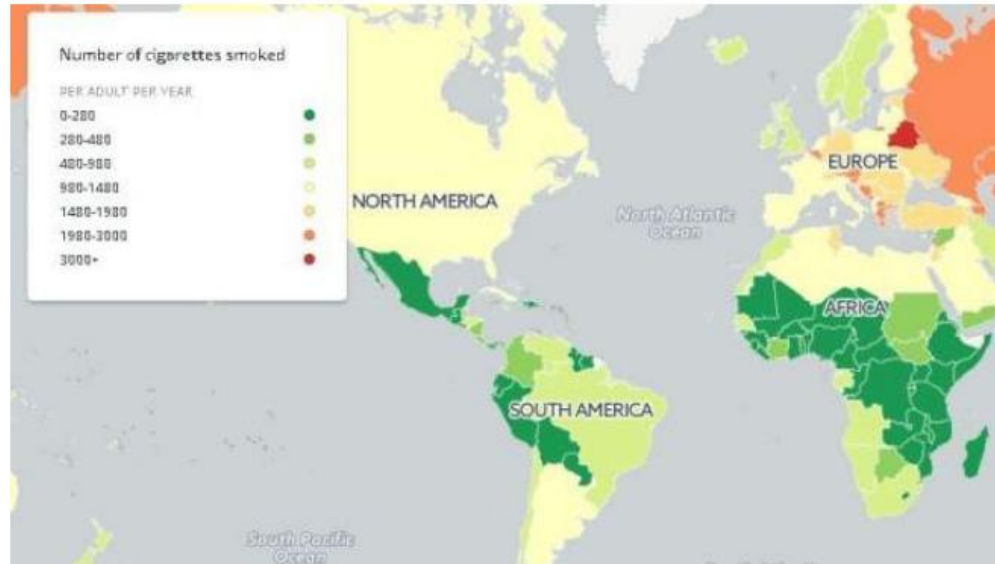 Number of cigarettes smoked
PER ADULT PER YEAR
0-280
280-480
480-980
980-1480
1480-1980
1980-3000
3000+
NORTH AMERICA
EUROPE
North Atlantic
Ocean
AFRICA
SOUTH AMERICA
South Pacific
Ocean